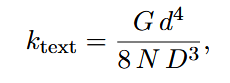 k_text = G d^4 / 8 N D^3,